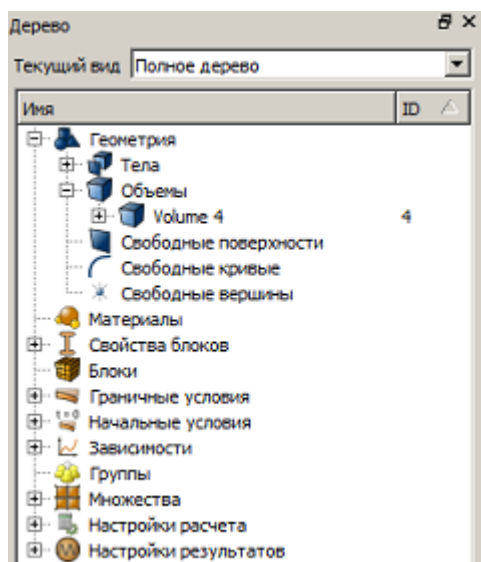 Дерево
Текущий вид Полное дерево
Имя ID
Геометрия
Тела
Объемы
Volume 4 4
Свободные поверхности
Свободные кривые
Свободные вершины
Материалы
Свойства блоков
Блоки
Граничные условия
t=0
Начальные условия
Зависимости
Группы
Множества
Настройки расчета
Настройки результатов